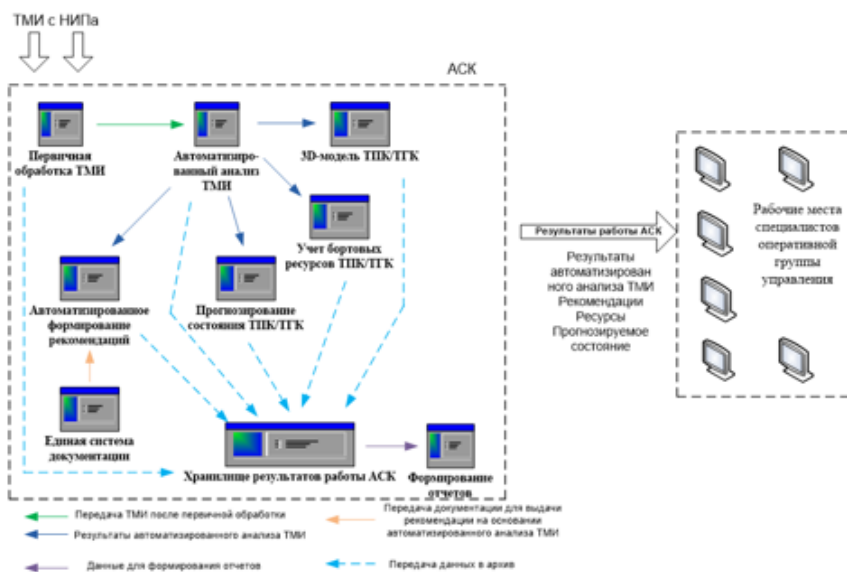 ТМИ с НИПа
АСК
Первичная
обработка ТМИ
Автоматизиро-
ванный анализ
ТМИ
3D-модель ТПК/ТГК
Учет бортовых
ресурсов ТПК/ТГК
Автоматизированное
формирование
рекомендаций
Прогнозирование
состояния ТПК/ТГК
Единая система
документации
Хранилище результатов работы АСК
Формирование
отчетов
Результаты работы АСК
Результаты
автоматизирован
ного анализа ТМИ
Рекомендации
Ресурсы
Прогнозируемое
состояние
Рабочие места
специалистов
оперативной
группы
управления
Передача ТМИ после первичной обработки
Результаты автоматизированного анализа ТМИ
Данные для формирования отчетов
Передача документации для выдачи
рекомендации на основании
автоматизированного анализа ТМИ
Передача данных в архив